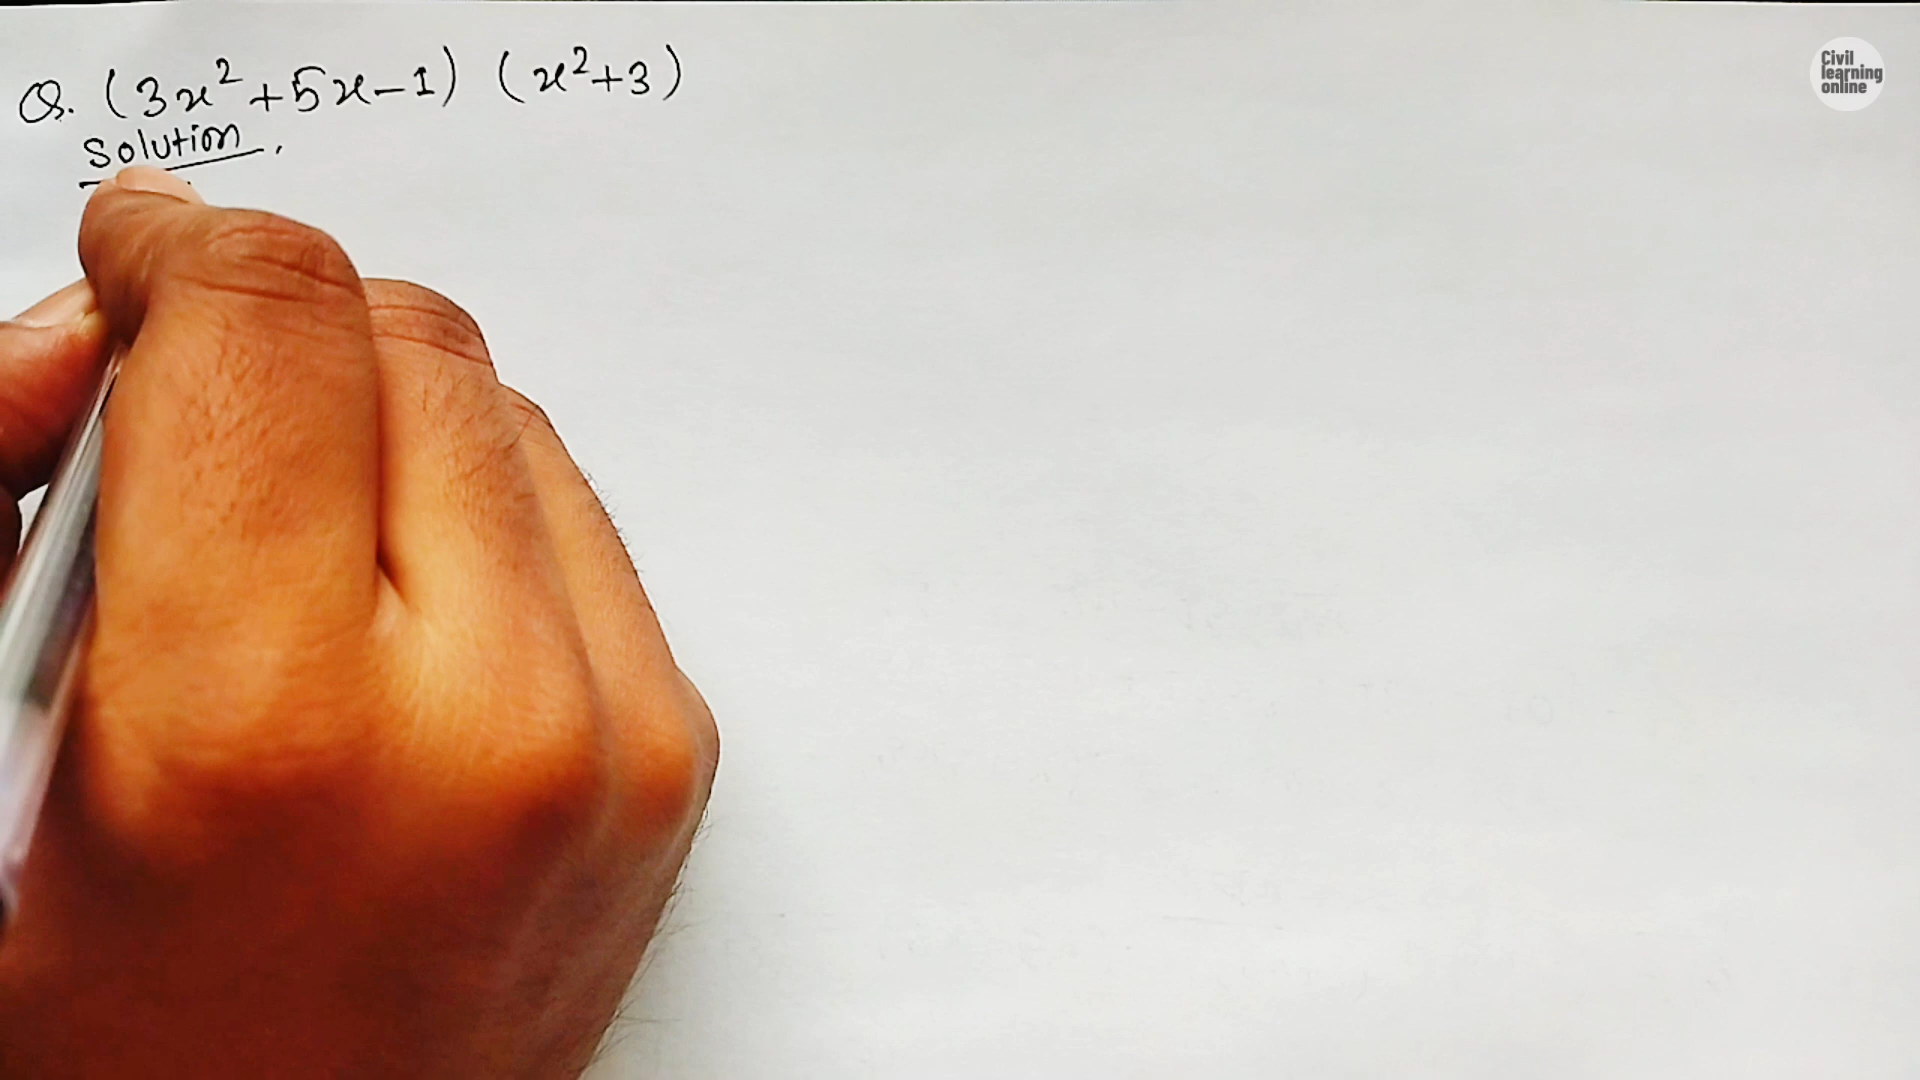 Q. (3x²+5x-1) (x²+3)
Solution,
Civil
learning
online